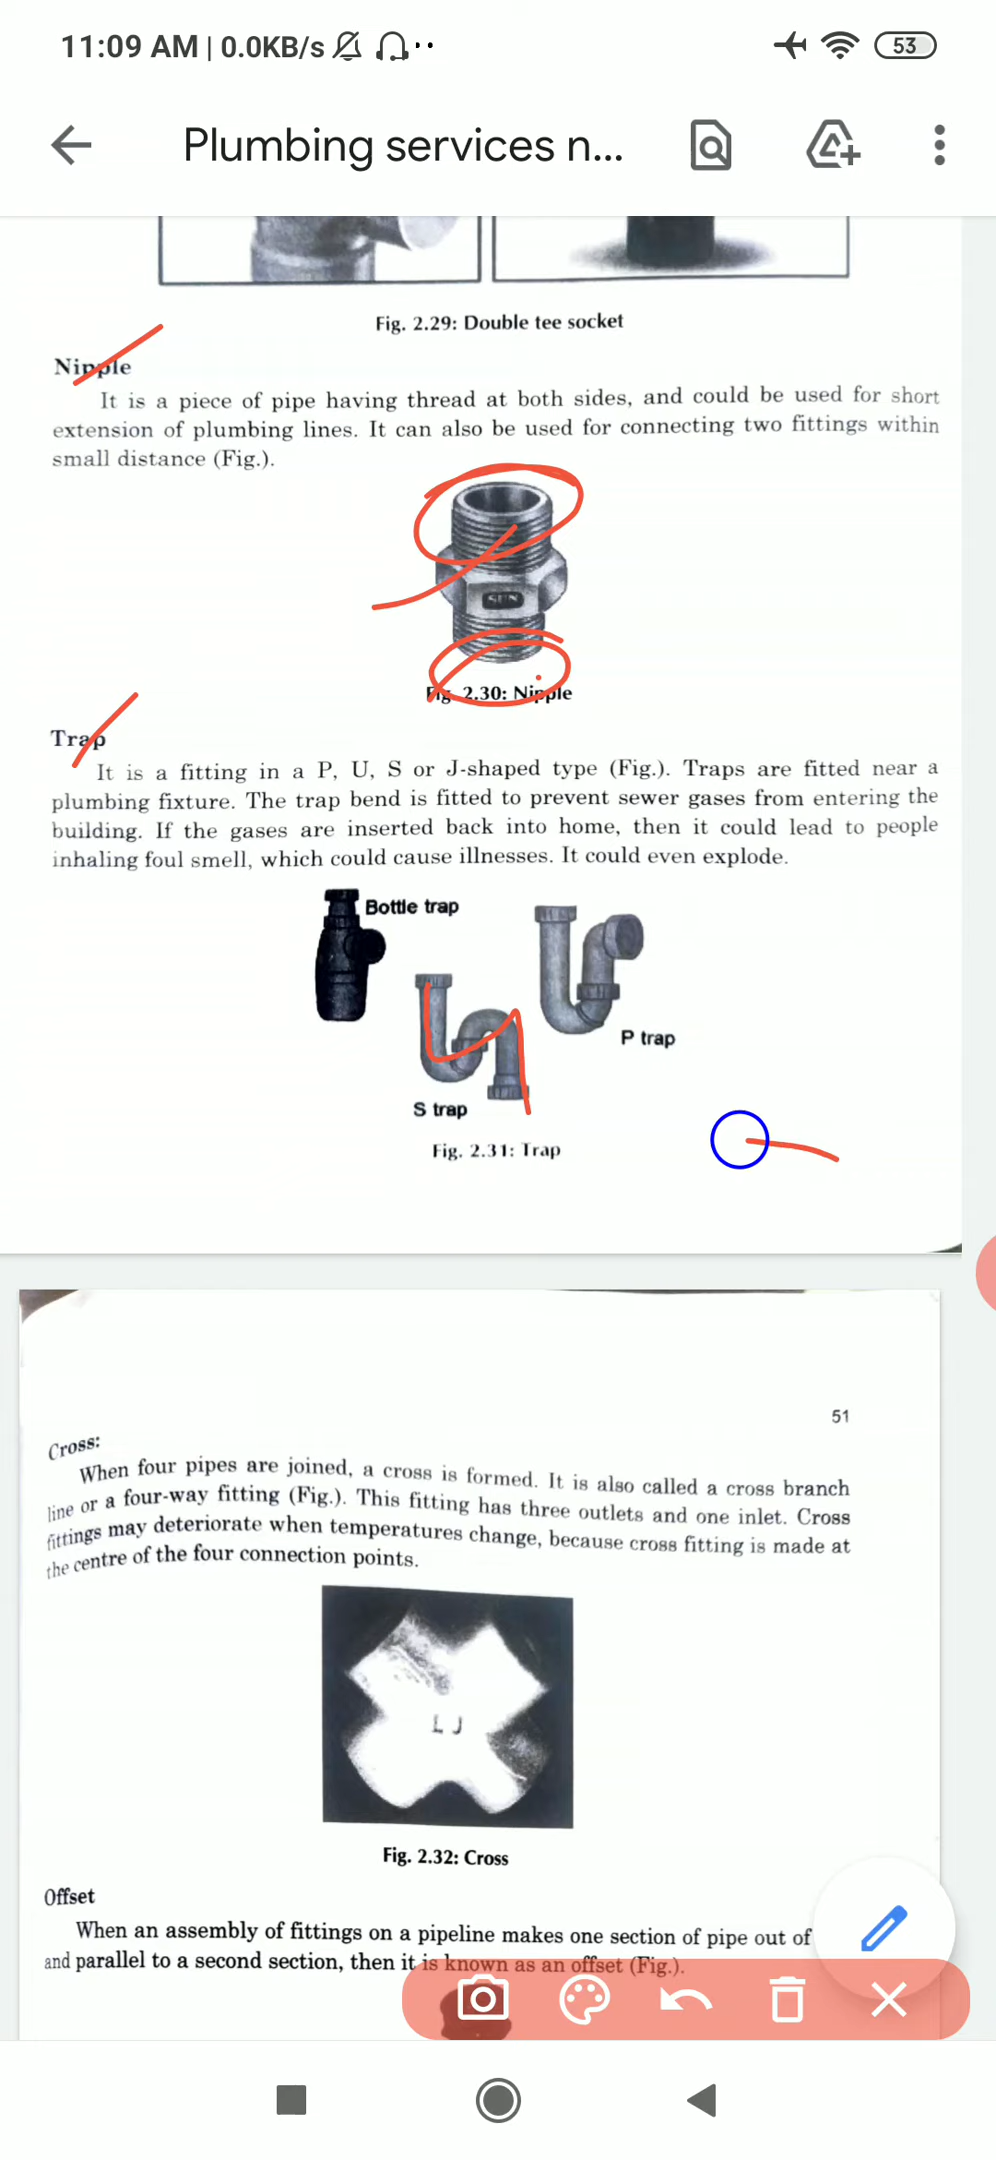 11:09 AM | 0.0KB/s
53
Plumbing services n...
Fig. 2.29: Double tee socket
Nipple
It is a piece of pipe having thread at both sides, and could be used for short
extension of plumbing lines. It can also be used for connecting two fittings within
small distance (Fig.).
SUN
Fig. 2.30: Nipple
Trap
It is a fitting in a P, U, S or J-shaped type (Fig.). Traps are fitted near a
plumbing fixture. The trap bend is fitted to prevent sewer gases from entering the
building. If the gases are inserted back into home, then it could lead to people
inhaling foul smell, which could cause illnesses. It could even explode.
Bottle trap
P trap
S trap
Fig. 2.31: Trap
51
Cross:
When four pipes are joined, a cross is formed. It is also called a cross branch
line or a four-way fitting (Fig.). This fitting has three outlets and one inlet. Cross
fittings may deteriorate when temperatures change, because cross fitting is made at
the centre of the four connection points.
L J
Fig. 2.32: Cross
Offset
When an assembly of fittings on a pipeline makes one section of pipe out of
and parallel to a second section, then it is known as an offset (Fig.).